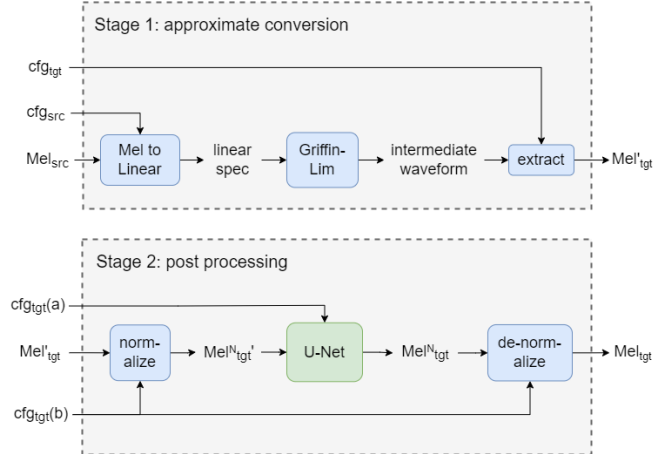 Stage 1: approximate conversion
cfg_tgt
cfg_src
Mel_src
Mel to
Linear
linear
spec
Griffin-
Lim
intermediate
waveform
extract
Mel'_tgt
Stage 2: post processing
cfg_tgt(a)
Mel'_tgt
norm-
alize
Mel^N_tgt'
U-Net
Mel^N_tgt
de-norm-
alize
Mel_tgt
cfg_tgt(b)